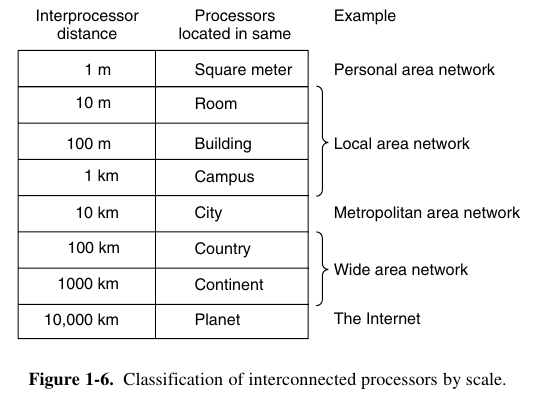 Interprocessor distance Processors located in same Example
1 m Square meter Personal area network
10 m Room
100 m Building Local area network
1 km Campus
10 km City Metropolitan area network
100 km Country
Wide area network
1000 km Continent
10,000 km Planet The Internet
Figure 1-6. Classification of interconnected processors by scale.